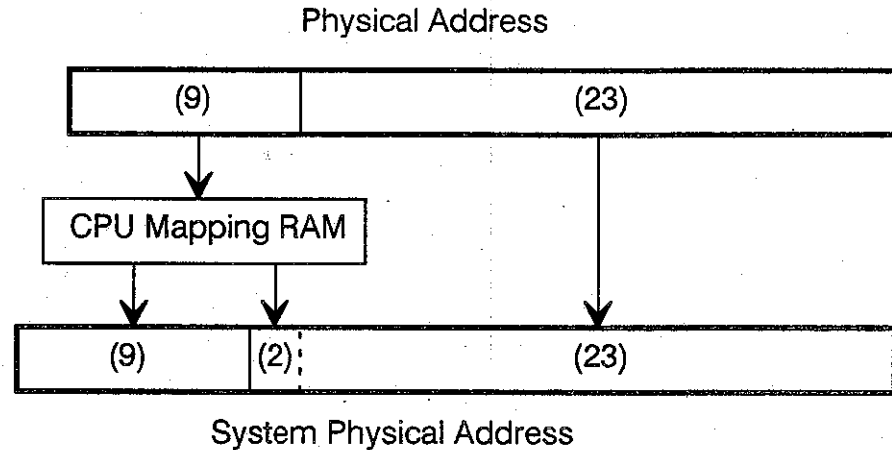 Physical Address
(9) (23)
CPU Mapping RAM
(9) (2) (23)
System Physical Address